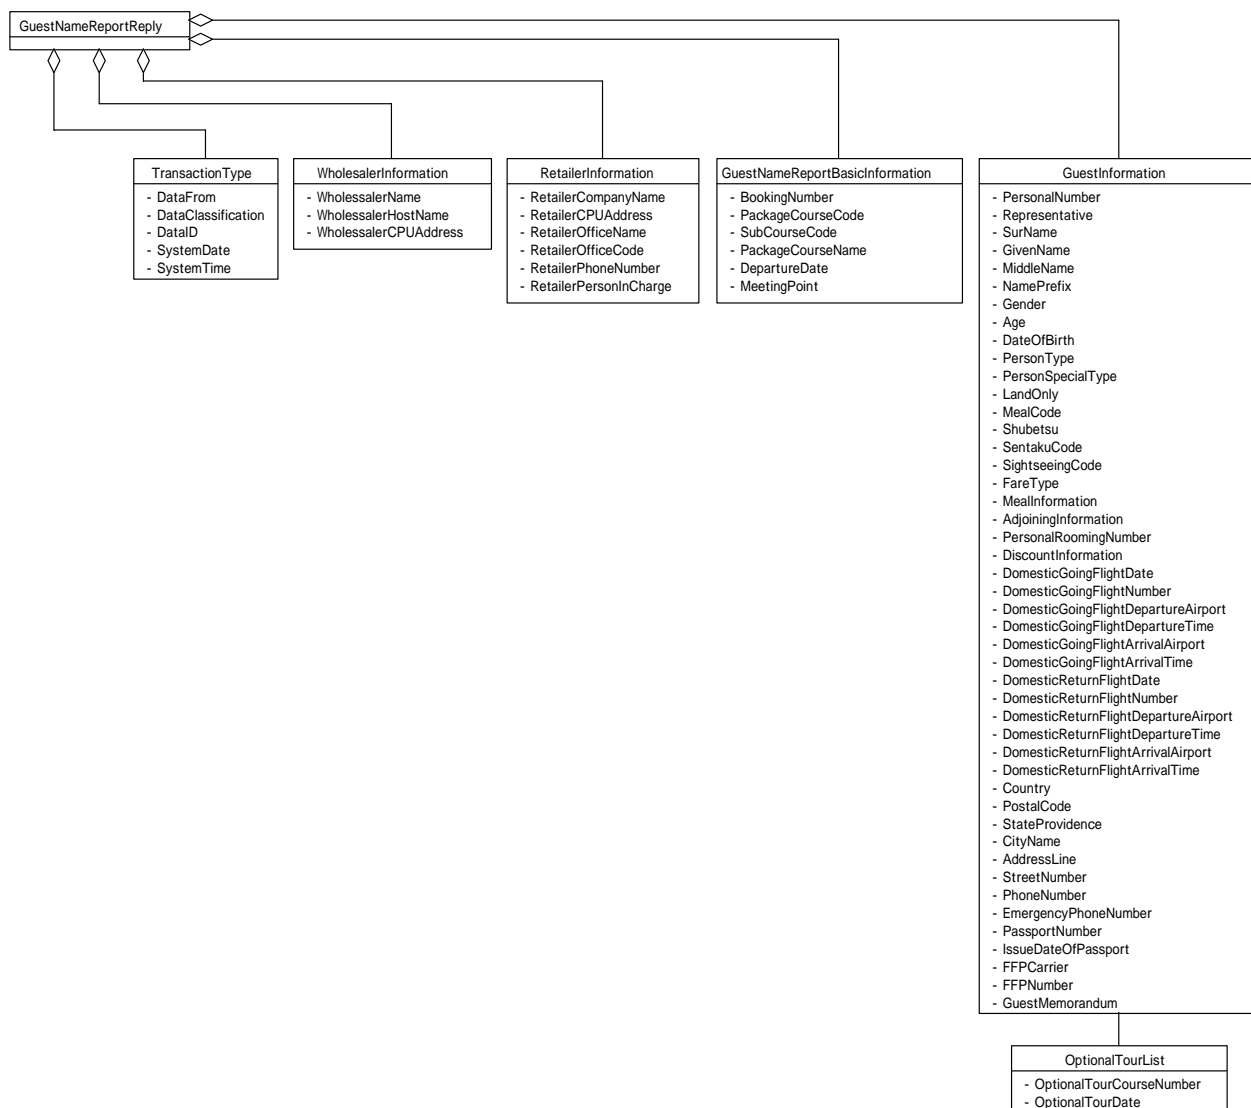 GuestNameReportReply
TransactionType
- DataFrom
- DataClassification
- DataID
- SystemDate
- SystemTime
WholesalerInformation
- WholessalerName
- WholessalerHostName
- WholessalerCPUAddress
RetailerInformation
- RetailerCompanyName
- RetailerCPUAddress
- RetailerOfficeName
- RetailerOfficeCode
- RetailerPhoneNumber
- RetailerPersonInCharge
GuestNameReportBasicInformation
- BookingNumber
- PackageCourseCode
- SubCourseCode
- PackageCourseName
- DepartureDate
- MeetingPoint
GuestInformation
- PersonalNumber
- Representative
- SurName
- GivenName
- MiddleName
- NamePrefix
- Gender
- Age
- DateOfBirth
- PersonType
- PersonSpecialType
- LandOnly
- MealCode
- Shubetsu
- SentakuCode
- SightseeingCode
- FareType
- MealInformation
- AdjoiningInformation
- PersonalRoomingNumber
- DiscountInformation
- DomesticGoingFlightDate
- DomesticGoingFlightNumber
- DomesticGoingFlightDepartureAirport
- DomesticGoingFlightDepartureTime
- DomesticGoingFlightArrivalAirport
- DomesticGoingFlightArrivalTime
- DomesticReturnFlightDate
- DomesticReturnFlightNumber
- DomesticReturnFlightDepartureAirport
- DomesticReturnFlightDepartureTime
- DomesticReturnFlightArrivalAirport
- DomesticReturnFlightArrivalTime
- Country
- PostalCode
- StateProvidence
- CityName
- AddressLine
- StreetNumber
- PhoneNumber
- EmergencyPhoneNumber
- PassportNumber
- IssueDateOfPassport
- FFPCarrier
- FFPNumber
- GuestMemorandum
OptionalTourList
- OptionalTourCourseNumber
- OptionalTourDate